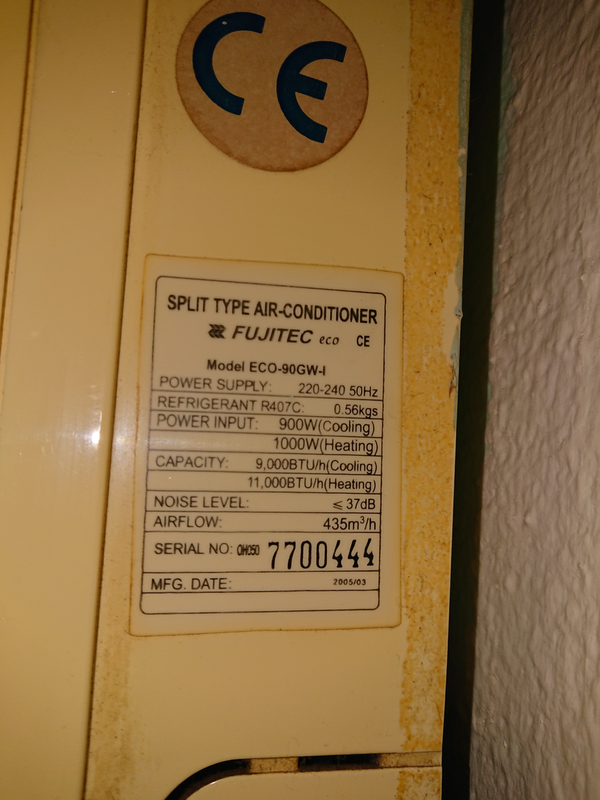 CE
SPLIT TYPE AIR-CONDITIONER
FUJITEC eco CE
Model ECO-90GW-I
POWER SUPPLY: 220-240 50Hz
REFRIGERANT R407C: 0.56kgs
POWER INPUT: 900W(Cooling)
1000W(Heating)
CAPACITY: 9,000BTU/h(Cooling)
11,000BTU/h(Heating)
NOISE LEVEL: ≤ 37dB
AIRFLOW: 435m³/h
SERIAL NO: 0H050 7700444
MFG. DATE: 2005/03